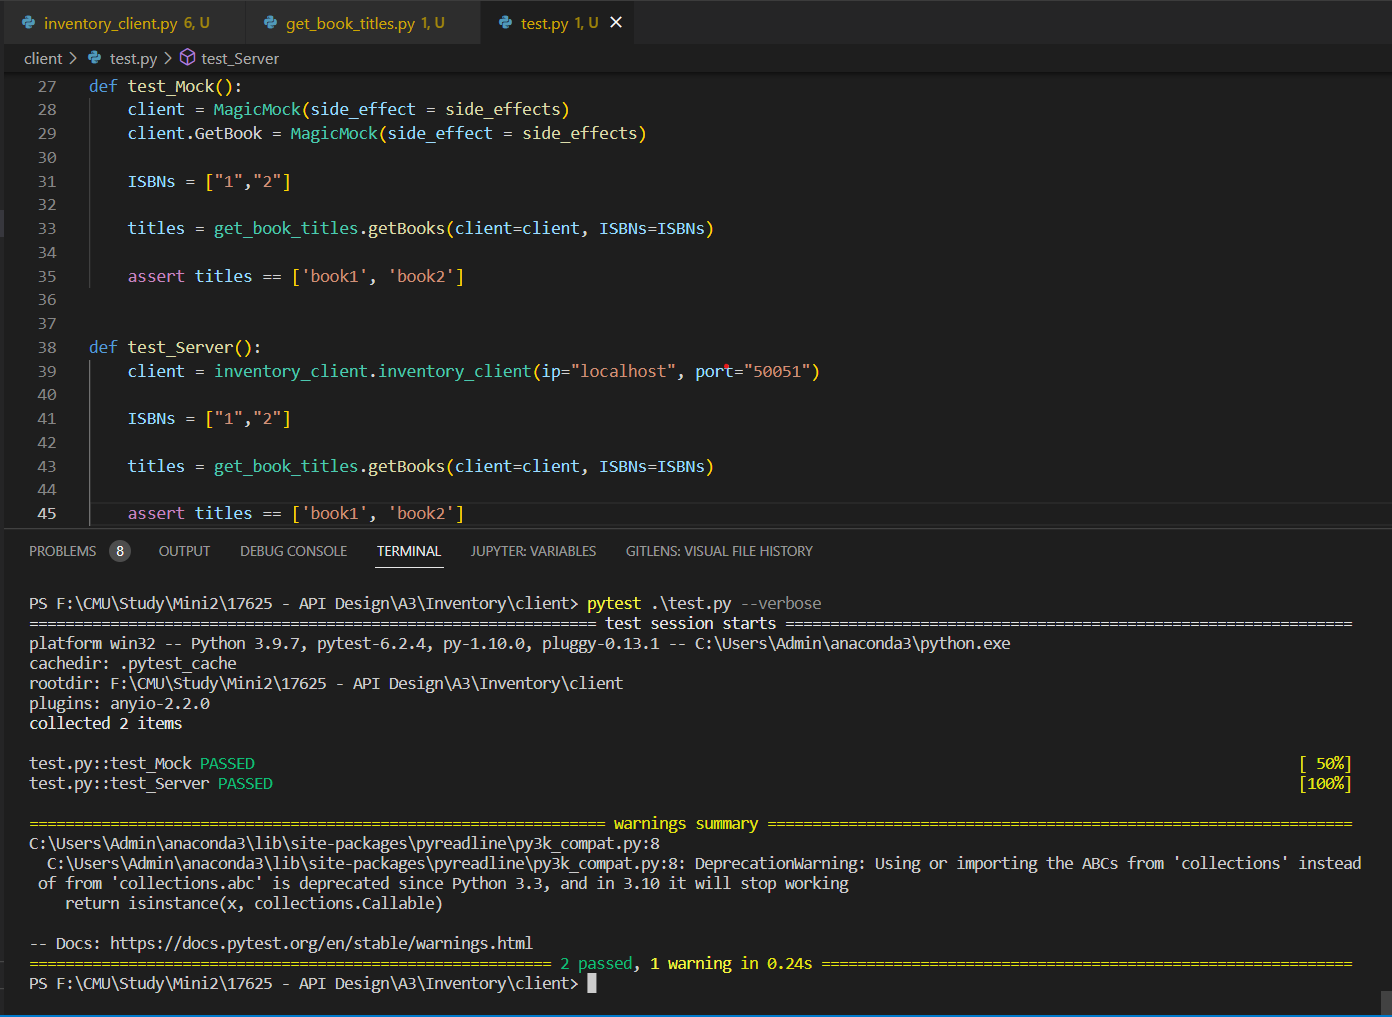 inventory_client.py 6, U get_book_titles.py 1, U test.py 1, U
client > test.py > test_Server
27 def test_Mock():
28 client = MagicMock(side_effect = side_effects)
29 client.GetBook = MagicMock(side_effect = side_effects)
30
31 ISBNs = ["1","2"]
32
33 titles = get_book_titles.getBooks(client=client, ISBNs=ISBNs)
34
35 assert titles == ['book1', 'book2']
36
37
38 def test_Server():
39 client = inventory_client.inventory_client(ip="localhost", port="50051")
40
41 ISBNs = ["1","2"]
42
43 titles = get_book_titles.getBooks(client=client, ISBNs=ISBNs)
44
45 assert titles == ['book1', 'book2']
PROBLEMS 8 OUTPUT DEBUG CONSOLE TERMINAL JUPYTER: VARIABLES GITLENS: VISUAL FILE HISTORY
PS F:\CMU\Study\Mini2\17625 - API Design\A3\Inventory\client> pytest .\test.py --verbose
=============================================================== test session starts ===============================================================
platform win32 -- Python 3.9.7, pytest-6.2.4, py-1.10.0, pluggy-0.13.1 -- C:\Users\Admin\anaconda3\python.exe
cachedir: .pytest_cache
rootdir: F:\CMU\Study\Mini2\17625 - API Design\A3\Inventory\client
plugins: anyio-2.2.0
collected 2 items
test.py::test_Mock PASSED [ 50%]
test.py::test_Server PASSED [100%]
================================================================ warnings summary =================================================================
C:\Users\Admin\anaconda3\lib\site-packages\pyreadline\py3k_compat.py:8
C:\Users\Admin\anaconda3\lib\site-packages\pyreadline\py3k_compat.py:8: DeprecationWarning: Using or importing the ABCs from 'collections' instead
of from 'collections.abc' is deprecated since Python 3.3, and in 3.10 it will stop working
return isinstance(x, collections.Callable)
-- Docs: https://docs.pytest.org/en/stable/warnings.html
========================================================== 2 passed, 1 warning in 0.24s ===========================================================
PS F:\CMU\Study\Mini2\17625 - API Design\A3\Inventory\client>